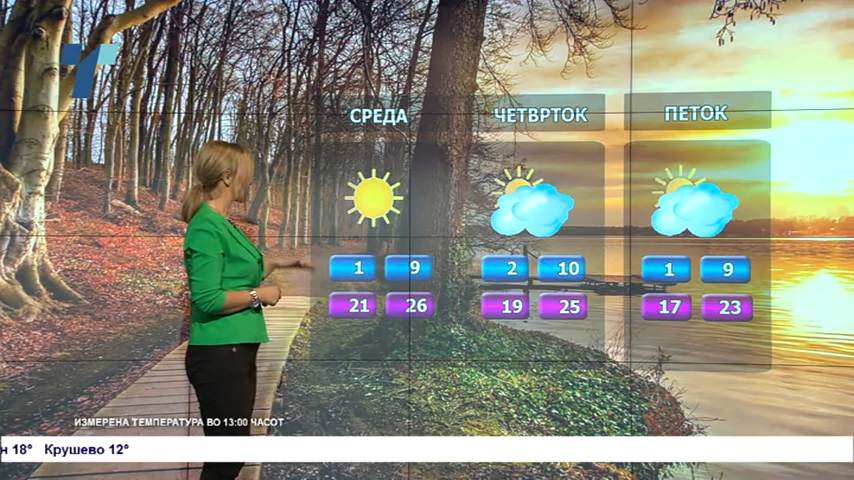 СРЕДА ЧЕТВРТОК ПЕТОК
1 9 2 10 1 9
21 26 19 25 17 23
ИЗМЕРЕНА ТЕМПЕРАТУРА ВО 13:00 ЧАСОТ
18° Крушево 12°